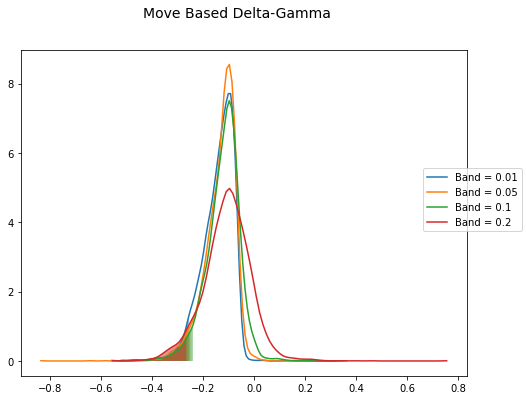 Move Based Delta-Gamma
8
6
4
2
0
−0.8
−0.6
−0.4
−0.2
0.0
0.2
0.4
0.6
0.8
Band = 0.01
Band = 0.05
Band = 0.1
Band = 0.2